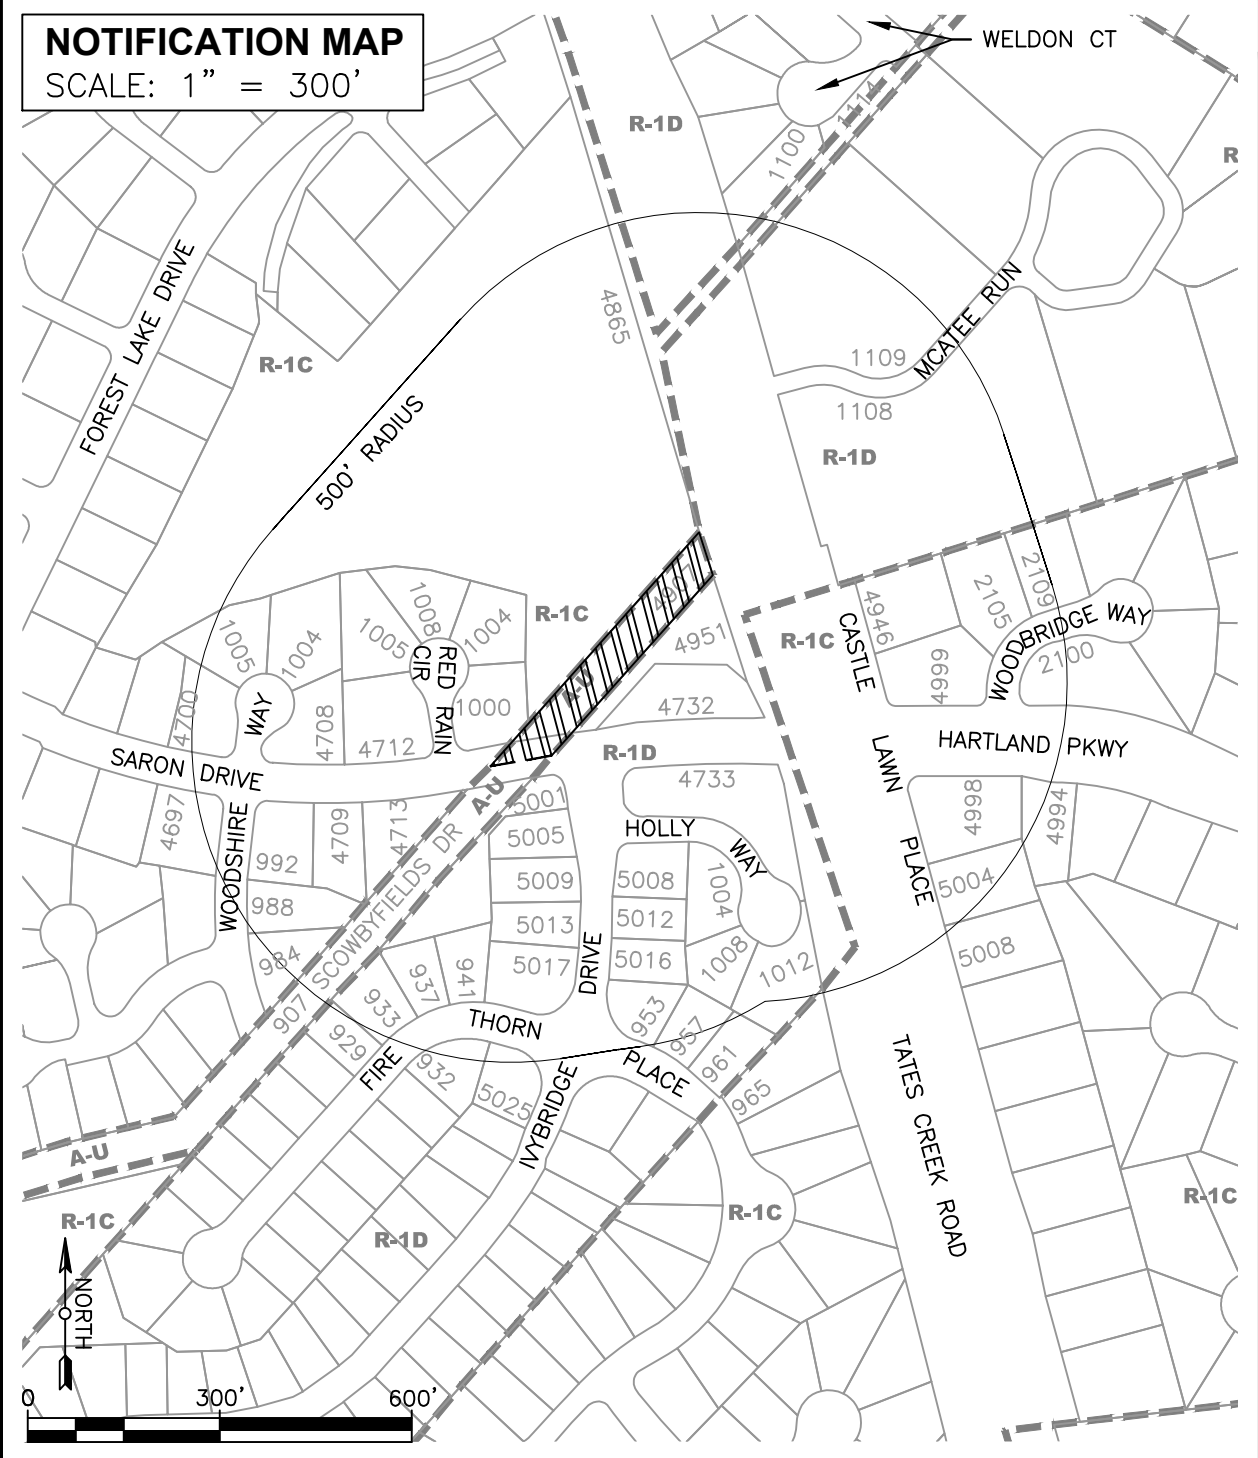 NOTIFICATION MAP
SCALE: 1” = 300’
WELDON CT
R-1D
1114
1100
R
FOREST LAKE DRIVE
4865
R-1C
MCATEE RUN
1109
1108
500’ RADIUS
R-1D
4907
R-1C
4951
A-U
4732
R-1D
4733
1005
1004
1005
1008
1004
RED RAIN
CIR
1000
WAY
4700
4708
4712
SARON DRIVE
4697
WOODSHIRE
992
4709
4713
988
984
A-U
SCOWBYFIELDS DR
907
R-1C
CASTLE
LAWN
PLACE
4946
4999
2105
2109
WOODBRIDGE WAY
2100
HARTLAND PKWY
4998
4994
5004
5008
5001
5005
5009
5013
5017
DRIVE
HOLLY
WAY
5008
5012
5016
1004
1008
1012
953
957
961
965
941
937
933
929
932
5025
FIRE
THORN
PLACE
IVYBRIDGE
TATES CREEK ROAD
A-U
R-1C
R-1D
R-1C
R-1C
NORTH
0
300’
600’